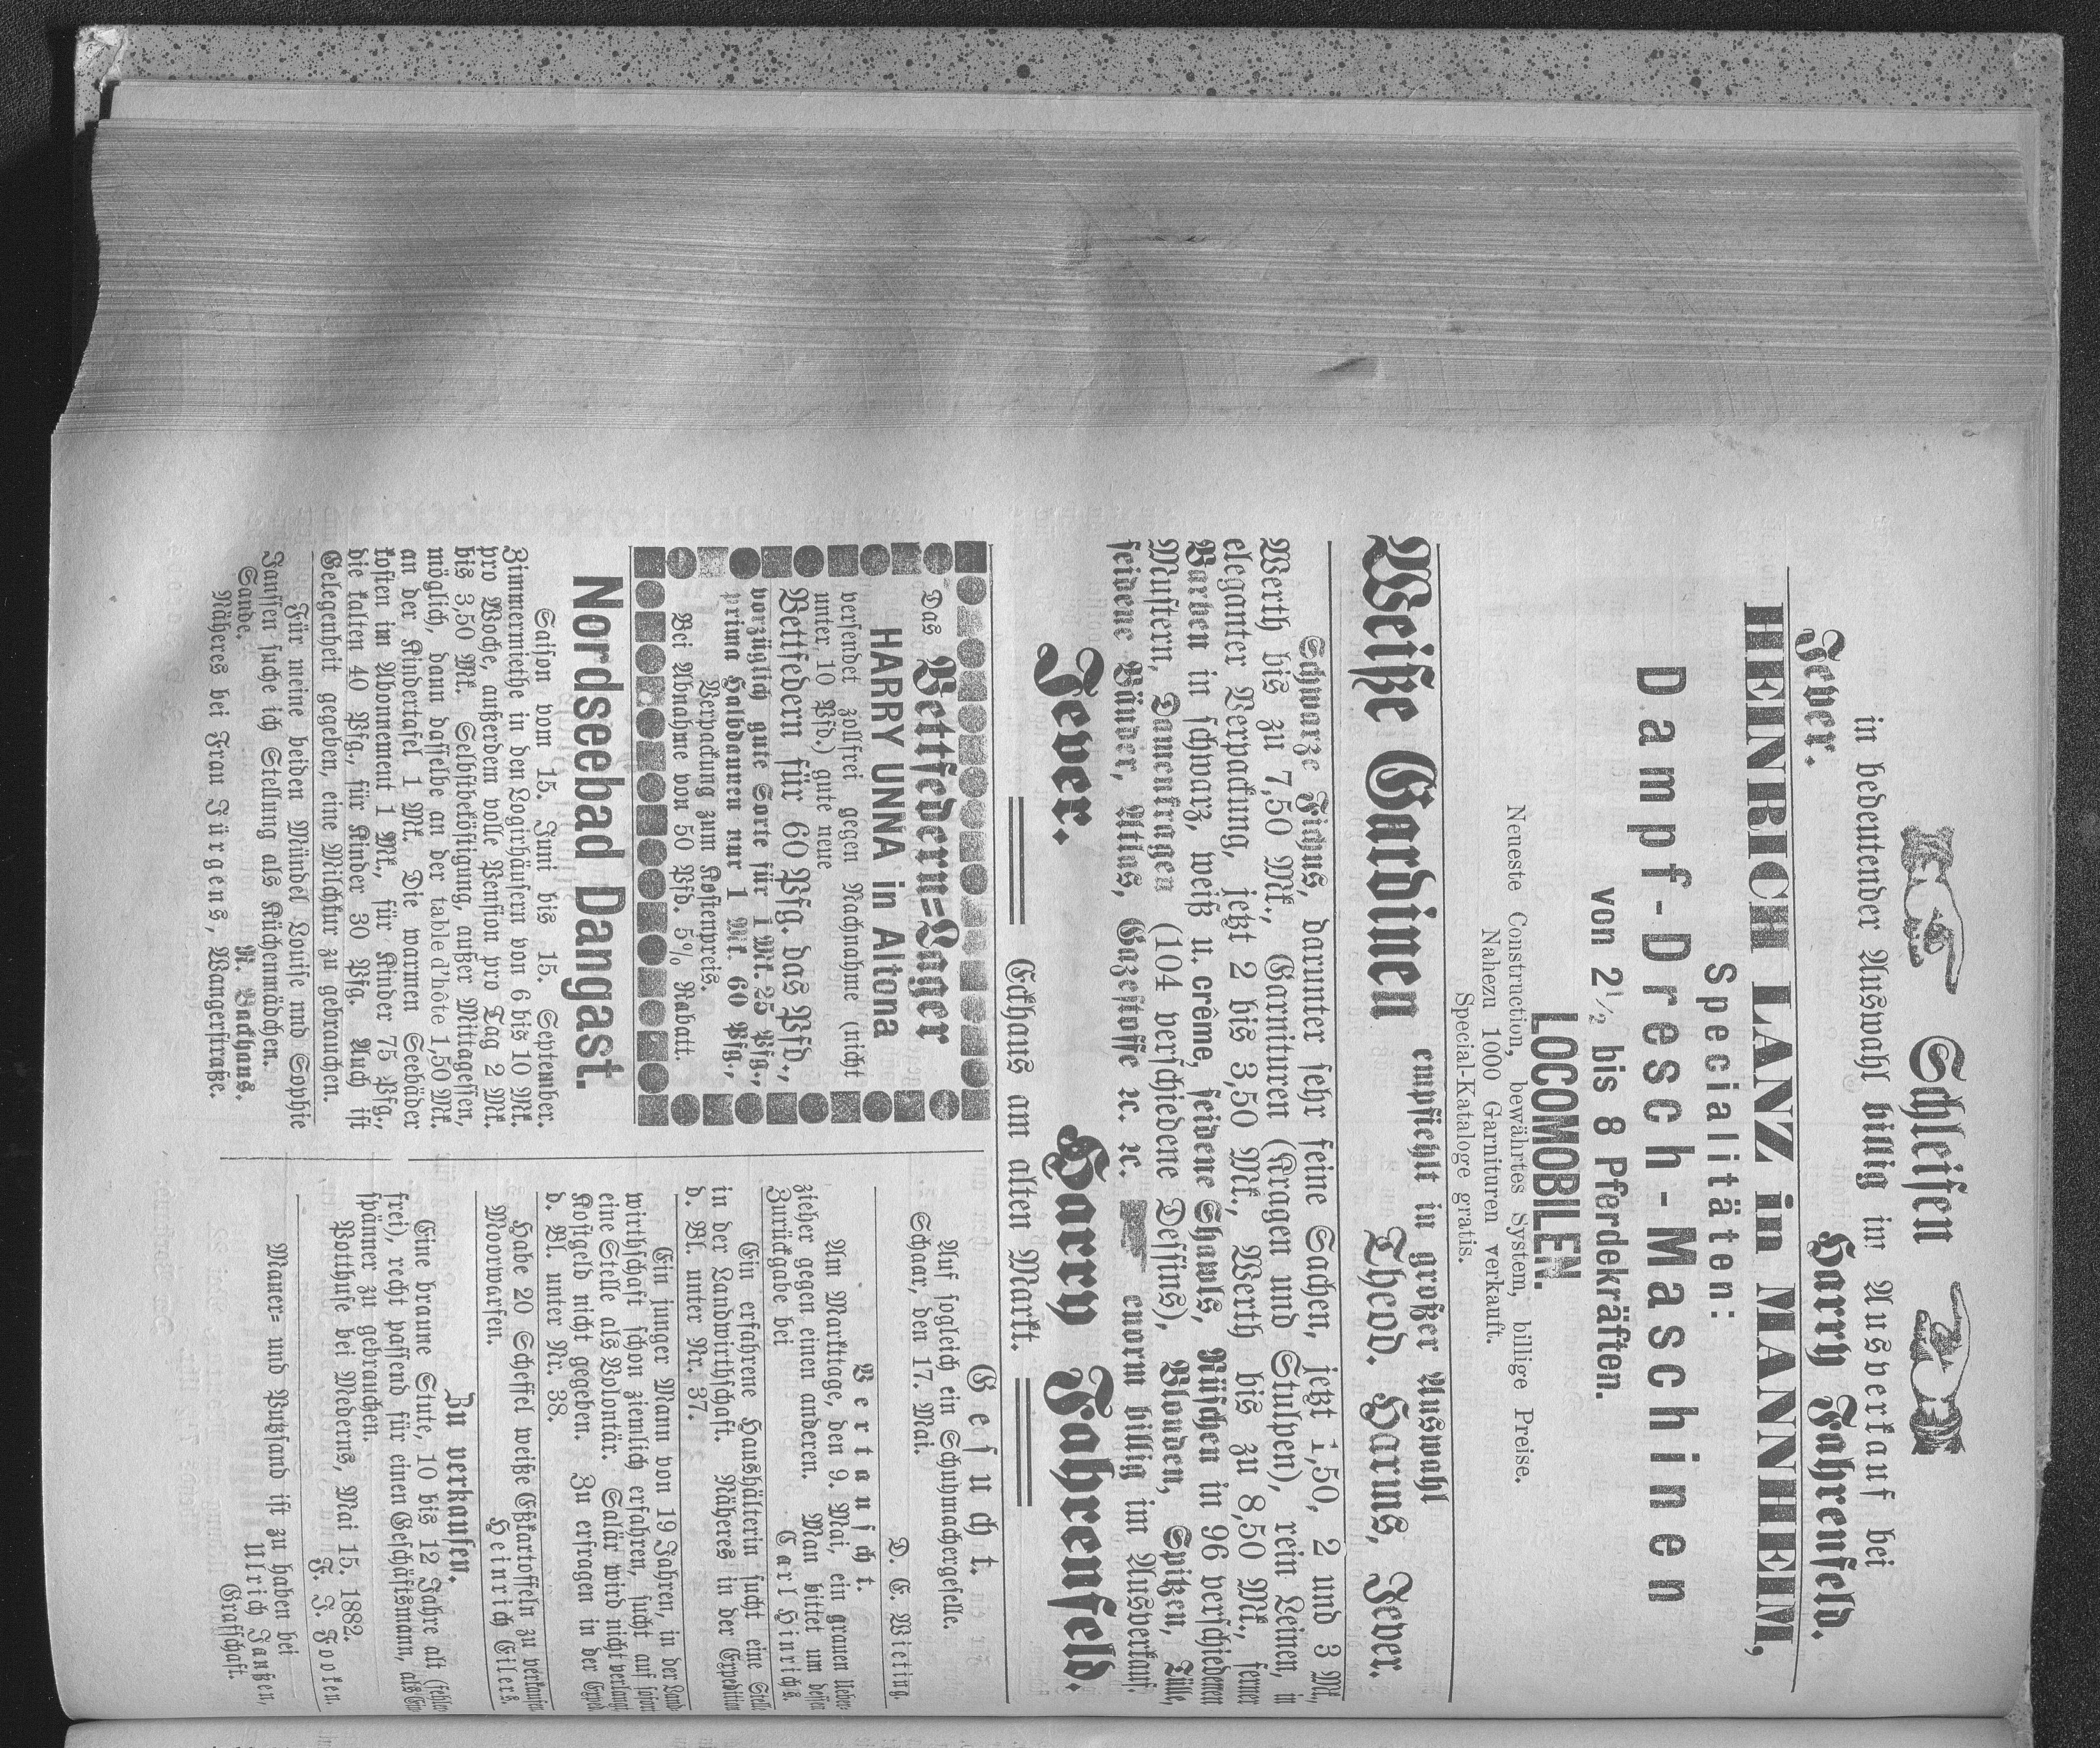 Schleifen
in bedeutender Auswahl billig im Ausverkauf bei
Jever. Harry Fahrenfeld.
HEINRICH LANZ in MANNHEIM,
Specialitäten:
Dampf-Dresch-Maschinen
von 2½ bis 8 Pferdekräften.
LOCOMOBILEN.
Neueste Construction, bewährtes System, billige Preise.
Nahezu 1000 Garnituren verkauft.
Special-Kataloge gratis.
Weiße Gardinen empfiehlt in großer Auswahl
Theod. Harms, Jever.
Schwarze Fichus, darunter sehr feine Sachen, jetzt 1,50, 2 und 3 Mk.,
Werth bis zu 7,50 Mk., Garnituren (Kragen und Stulpen), rein Leinen, in
eleganter Verpackung, jetzt 2 bis 3,50 Mk., Werth bis zu 8,50 Mk., ferner
Barben in schwarz, weiß u. crême, seidene Shawls, Rüschen in 96 verschiedenen
Mustern, Damenkragen (104 verschiedene Dessins), Blonden, Spitzen, Tülle,
seidene Bänder, Atlas, Gazestoffe ꝛc. ꝛc. enorm billig im Ausverkauf.
Jever. Harry Fahrenfeld.
Eckhaus am alten Markt.
Das Bettfedern=Lager
HARRY UNNA in Altona
versendet zollfrei gegen Nachnahme (nicht
unter 10 Pfd.) gute neue
Bettfedern für 60 Pfg. das Pfd.,
vorzüglich gute Sorte für 1 Mk. 25 Pfg.,
prima Halbdaunen nur 1 Mk. 60 Pfg.,
Verpackung zum Kostenpreis.
Bei Abnahme von 50 Pfd. 5% Rabatt.
Nordseebad Dangast.
Saison vom 15. Juni bis 15. September.
Zimmermiethe in den Logirhäusern von 6 bis 10 Mk.
pro Woche, außerdem volle Pension pro Tag 2 Mk.
bis 3,50 Mk. Selbstbeköstigung, außer Mittagessen,
möglich, dann dasselbe an der table d'hôte 1,50 Mk.
an der Kindertafel 1 Mk. Die warmen Seebäder
kosten im Abonnement 1 Mk., für Kinder 75 Pfg.,
die kalten 40 Pfg., für Kinder 30 Pfg. Auch ist
Gelegenheit gegeben, eine Milchkur zu gebrauchen.
Für meine beiden Mündel Louise und Sophie
Janssen suche ich Stellung als Küchenmädchen.
Sande. M. Backhaus.
Näheres bei Frau Jürgens, Wangerstraße.
Gesucht.
Auf sogleich ein Schuhmachergeselle.
Schaar, den 17. Mai. D. E. Wieting.
Vertauscht.
Am Markttage, den 9. Mai, ein grauen Ueber-
zieher gegen einen anderen. Man bittet um dessen
Zurückgabe bei Carl Hinrichs.
Ein erfahrene Haushälterin sucht eine Stelle
in der Landwirthschaft. Näheres in der Expedition
d. Bl. unter Nr. 37.
Ein junger Mann von 19 Jahren, in der Land-
wirthschaft schon ziemlich erfahren, sucht auf sofort
eine Stelle als Volontär. Salär wird nicht verlangt
Kostgeld nicht gegeben. Zu erfragen in der Exped.
d. Bl. unter Nr. 38.
Habe 20 Scheffel weiße Eßkartoffeln zu verkaufen
Moorwarfen. Heinrich Eilers.
Zu verkaufen.
Eine braune Stute, 10 bis 12 Jahre alt (fehler-
frei), recht passend für einen Geschäftsmann, als Ein-
spänner zu gebrauchen.
Potthuse bei Mederns, Mai 15. 1882.
F. J. Fooken.
Mauer= und Putzsand ist zu haben bei
Ulrich Janßen,
Grafschaft.